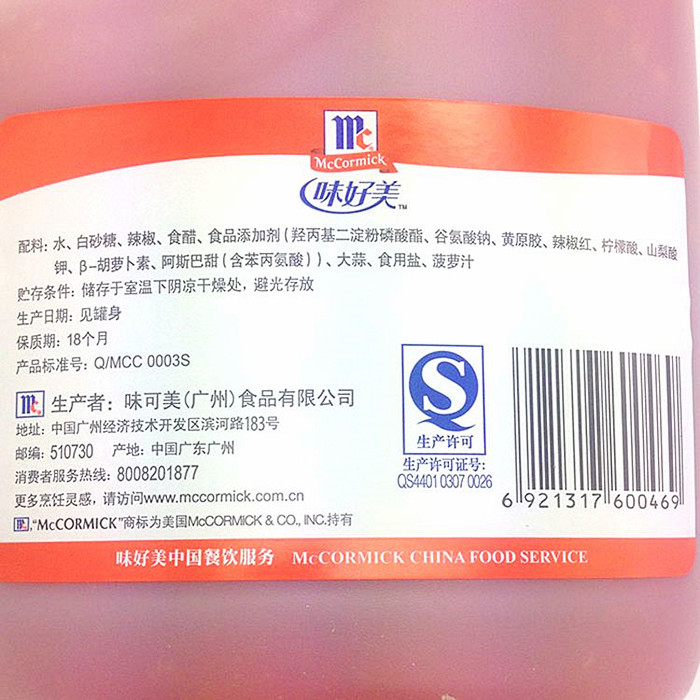 Mc
McCormick
味好美™
配料: 水、白砂糖、辣椒、食醋、食品添加剂(羟丙基二淀粉磷酸酯、谷氨酸钠、黄原胶、辣椒红、柠檬酸、山梨酸
钾、β-胡萝卜素、阿斯巴甜(含苯丙氨酸))、大蒜、食用盐、菠萝汁
贮存条件: 储存于室温下阴凉干燥处，避光存放
生产日期: 见罐身
保质期: 18个月
产品标准号: Q/MCC 0003S
Mc 生产者: 味可美(广州)食品有限公司
地址: 中国广州经济技术开发区滨河路183号
邮编: 510730 产地: 中国广东广州
消费者服务热线: 8008201877
更多烹饪灵感, 请访问www.mccormick.com.cn
Mc,"McCORMICK"商标为美国McCORMICK & CO., INC.持有
QS
生产许可
生产许可证号:
QS4401 0307 0026
6 921317 600469
味好美中国餐饮服务 McCORMICK CHINA FOOD SERVICE